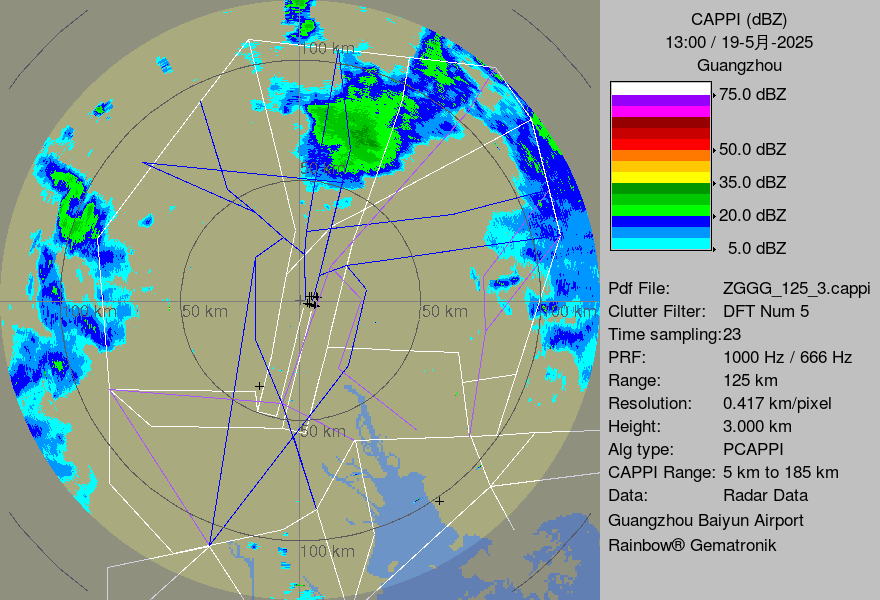 CAPPI (dBZ)
13:00 / 19-5月-2025
Guangzhou
75.0 dBZ
50.0 dBZ
35.0 dBZ
20.0 dBZ
5.0 dBZ
Pdf File: ZGGG_125_3.cappi
Clutter Filter: DFT Num 5
Time sampling:23
PRF: 1000 Hz / 666 Hz
Range: 125 km
Resolution: 0.417 km/pixel
Height: 3.000 km
Alg type: PCAPPI
CAPPI Range: 5 km to 185 km
Data: Radar Data
Guangzhou Baiyun Airport
Rainbow® Gematronik
100 km
50 km
100 km
50 km
50 km
100 km
50 km
100 km